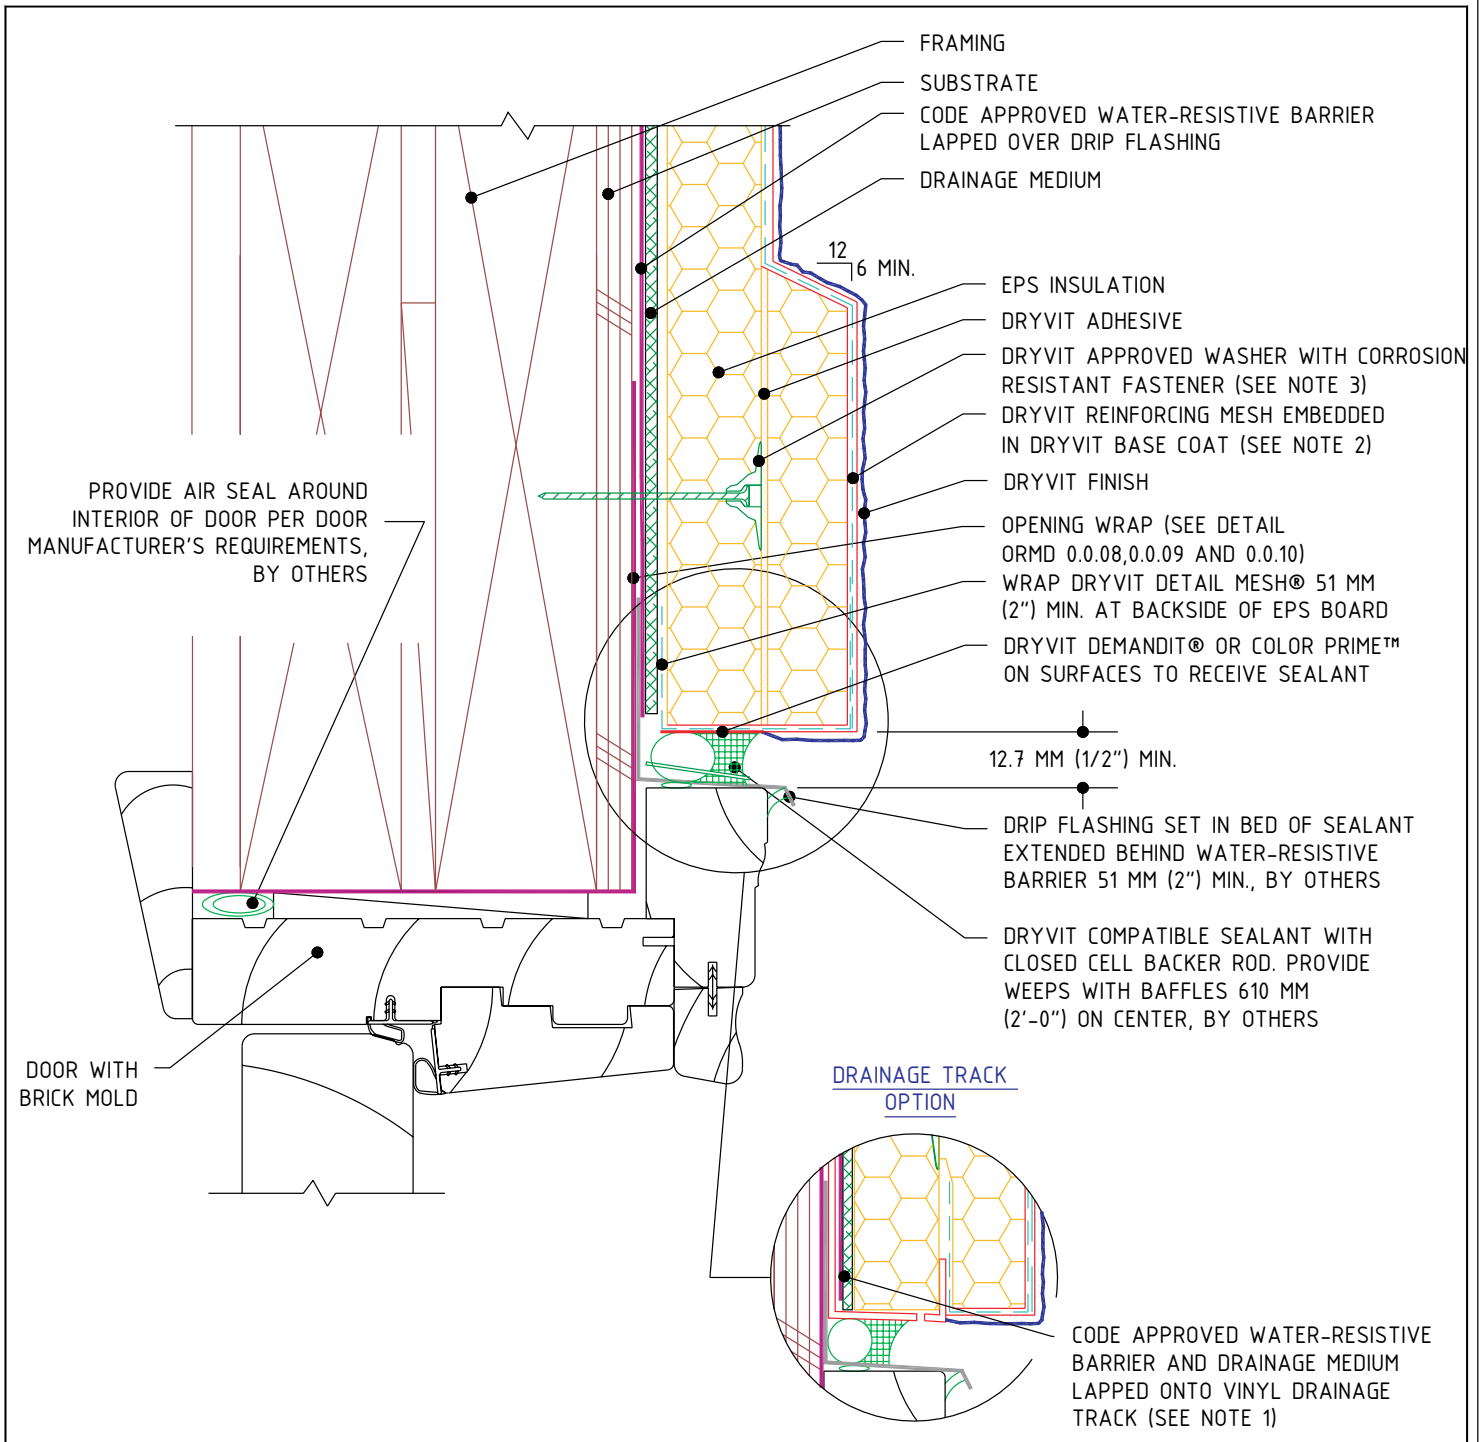 FRAMING
SUBSTRATE
CODE APPROVED WATER-RESISTIVE BARRIER
LAPPED OVER DRIP FLASHING
DRAINAGE MEDIUM
12
6 MIN.
EPS INSULATION
DRYVIT ADHESIVE
DRYVIT APPROVED WASHER WITH CORROSION
RESISTANT FASTENER (SEE NOTE 3)
DRYVIT REINFORCING MESH EMBEDDED
IN DRYVIT BASE COAT (SEE NOTE 2)
DRYVIT FINISH
OPENING WRAP (SEE DETAIL
ORMD 0.0.08,0.0.09 AND 0.0.10)
WRAP DRYVIT DETAIL MESH® 51 MM
(2") MIN. AT BACKSIDE OF EPS BOARD
DRYVIT DEMANDIT® OR COLOR PRIME™
ON SURFACES TO RECEIVE SEALANT
12.7 MM (1/2") MIN.
DRIP FLASHING SET IN BED OF SEALANT
EXTENDED BEHIND WATER-RESISTIVE
BARRIER 51 MM (2") MIN., BY OTHERS
DRYVIT COMPATIBLE SEALANT WITH
CLOSED CELL BACKER ROD. PROVIDE
WEEPS WITH BAFFLES 610 MM
(2'-0") ON CENTER, BY OTHERS
PROVIDE AIR SEAL AROUND
INTERIOR OF DOOR PER DOOR
MANUFACTURER'S REQUIREMENTS,
BY OTHERS
DOOR WITH
BRICK MOLD
DRAINAGE TRACK
OPTION
CODE APPROVED WATER-RESISTIVE
BARRIER AND DRAINAGE MEDIUM
LAPPED ONTO VINYL DRAINAGE
TRACK (SEE NOTE 1)